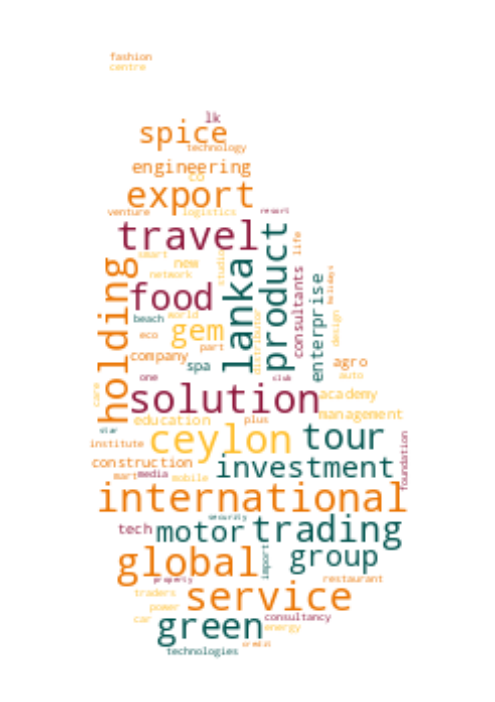 fashion
centre
lk
spice
technology
engineering
co
export
venture
logistics
resort
travel
product
life
smart
new
studio
network
holding
lanka
consultants
enterprise
holidays
food
beach
world
gem
eco
part
distributor
design
company
spa
agro
one
club
auto
care
solution
academy
management
star
education
plus
ceylon
tour
institute
foundation
construction
investment
mart
media
mobile
international
security
tech
motor
trading
global
import
group
property
restaurant
traders
service
power
car
green
consultancy
energy
credit
technologies